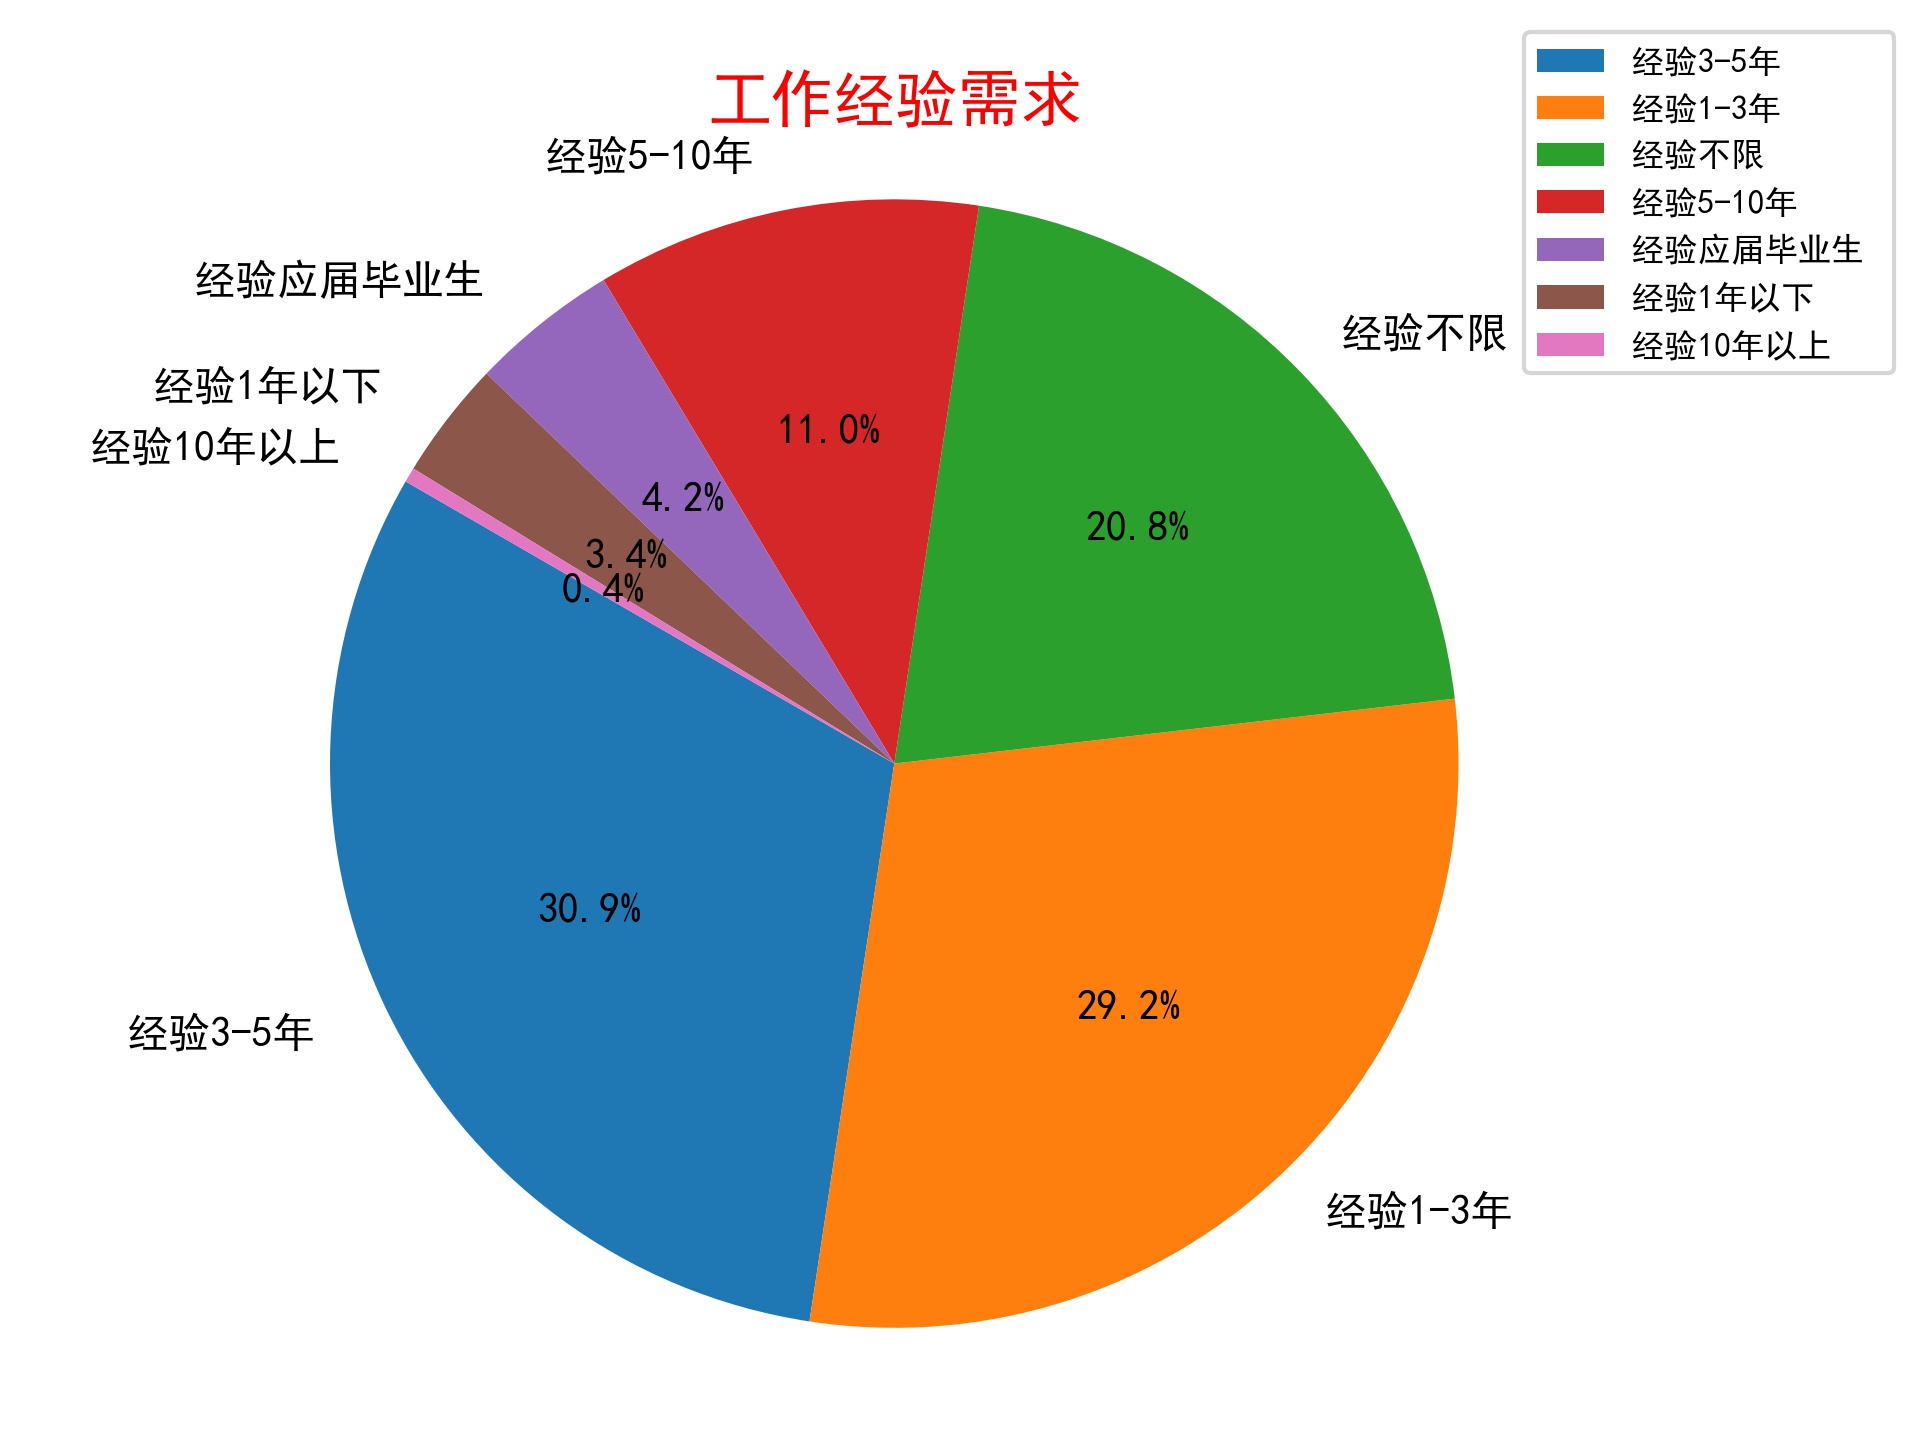 工作经验需求
经验5-10年
经验应届毕业生
经验1年以下
经验10年以上
经验不限
经验3-5年
经验1-3年
11.0%
20.8%
4.2%
3.4%
0.4%
30.9%
29.2%
经验3-5年
经验1-3年
经验不限
经验5-10年
经验应届毕业生
经验1年以下
经验10年以上